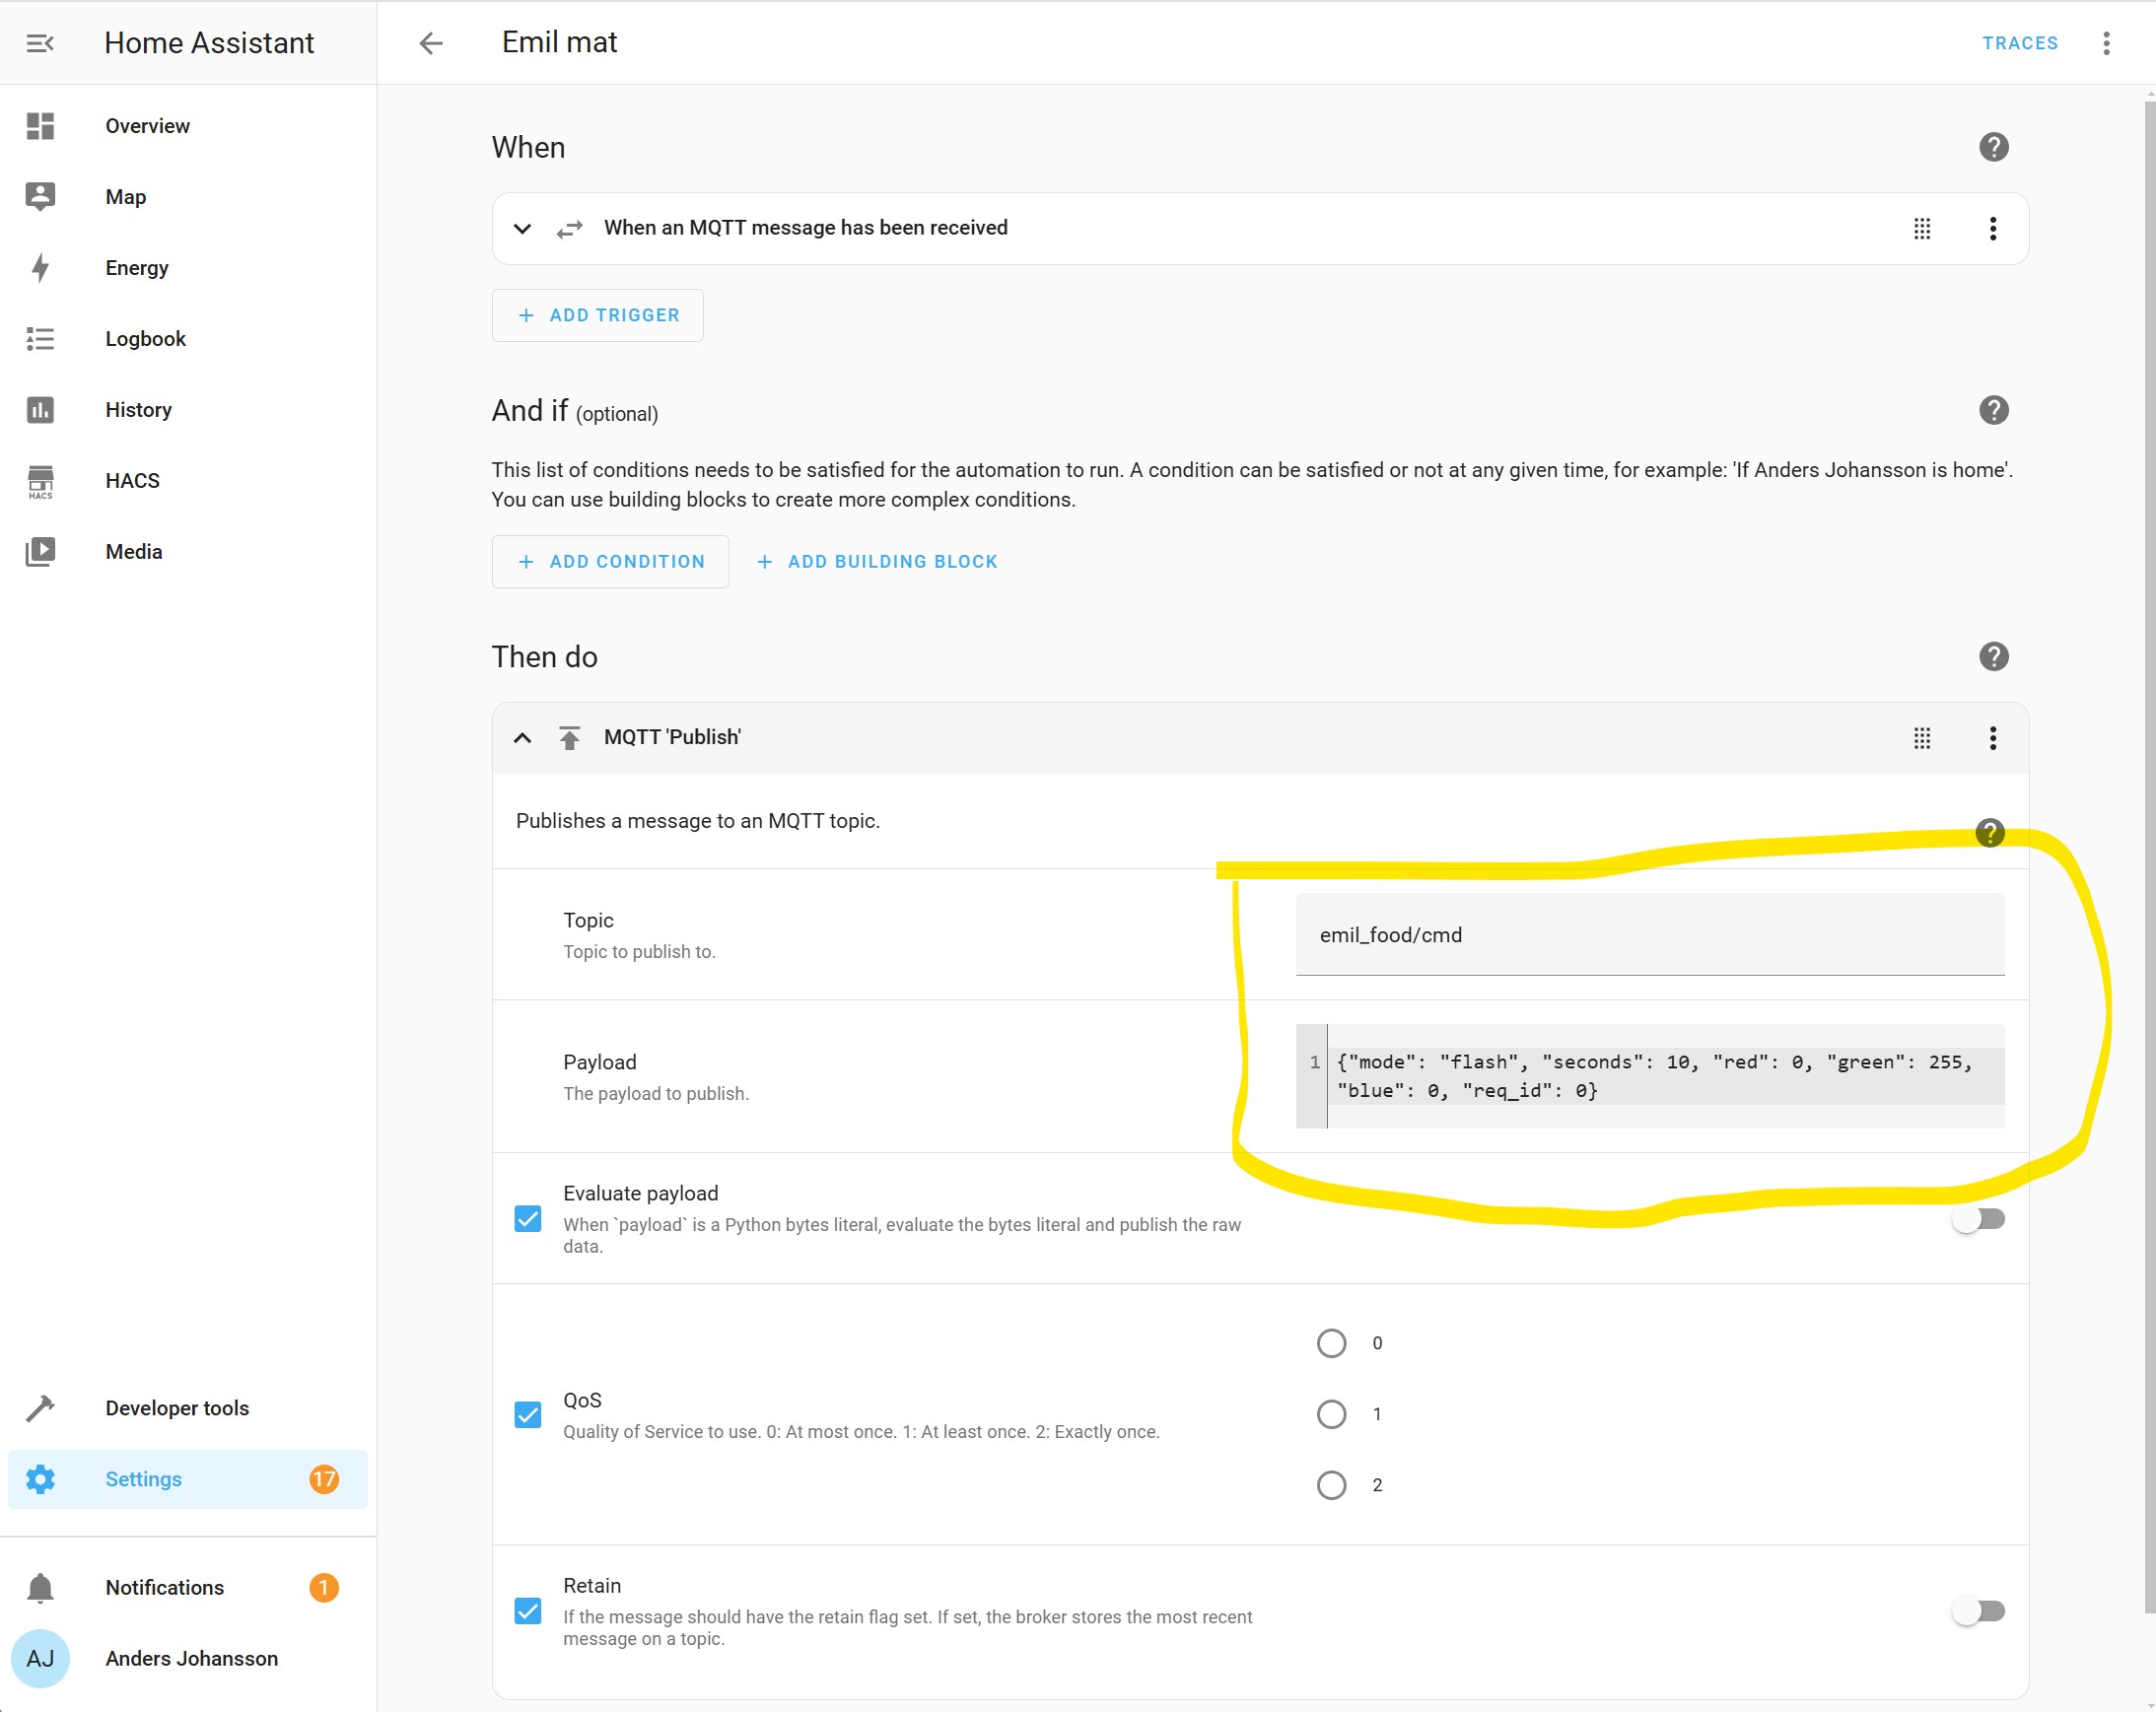 Home Assistant
Emil mat
TRACES
Overview
Map
Energy
Logbook
History
HACS
HACS
Media
Developer tools
Settings
17
Notifications
1
AJ
Anders Johansson
When
When an MQTT message has been received
ADD TRIGGER
And if (optional)
This list of conditions needs to be satisfied for the automation to run. A condition can be satisfied or not at any given time, for example: 'If Anders Johansson is home'.
You can use building blocks to create more complex conditions.
ADD CONDITION
ADD BUILDING BLOCK
Then do
MQTT 'Publish'
Publishes a message to an MQTT topic.
Topic
Topic to publish to.
emil_food/cmd
Payload
The payload to publish.
1 {"mode": "flash", "seconds": 10, "red": 0, "green": 255,
"blue": 0, "req_id": 0}
Evaluate payload
When `payload` is a Python bytes literal, evaluate the bytes literal and publish the raw
data.
QoS
Quality of Service to use. 0: At most once. 1: At least once. 2: Exactly once.
0
1
2
Retain
If the message should have the retain flag set. If set, the broker stores the most recent
message on a topic.